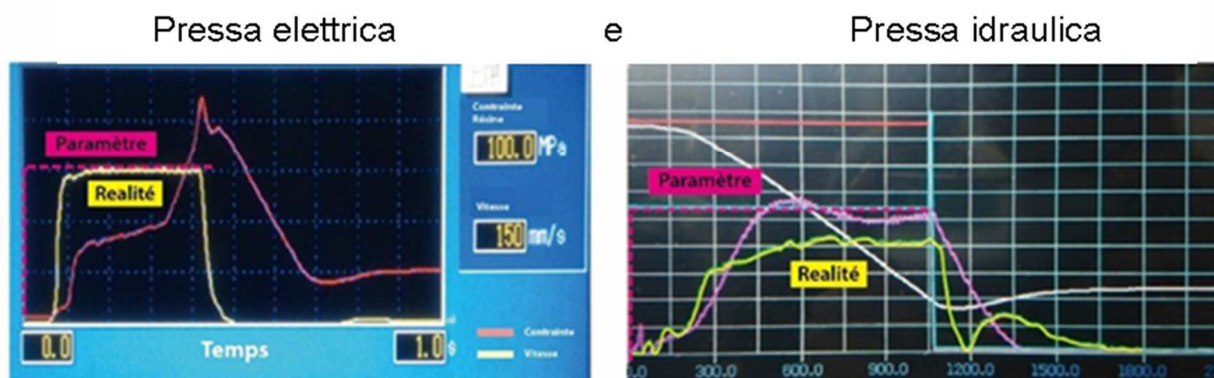 Pressa elettrica e Pressa idraulica
Contrainte
Résine
100.0 MPa
Vitesse
150 mm/s
Paramètre
Realité
0.0 Temps 1.0 s
Contrainte
Vitesse
Paramètre
Realité
300.0 600.0 900.0 1200.0 1500.0 1800.0